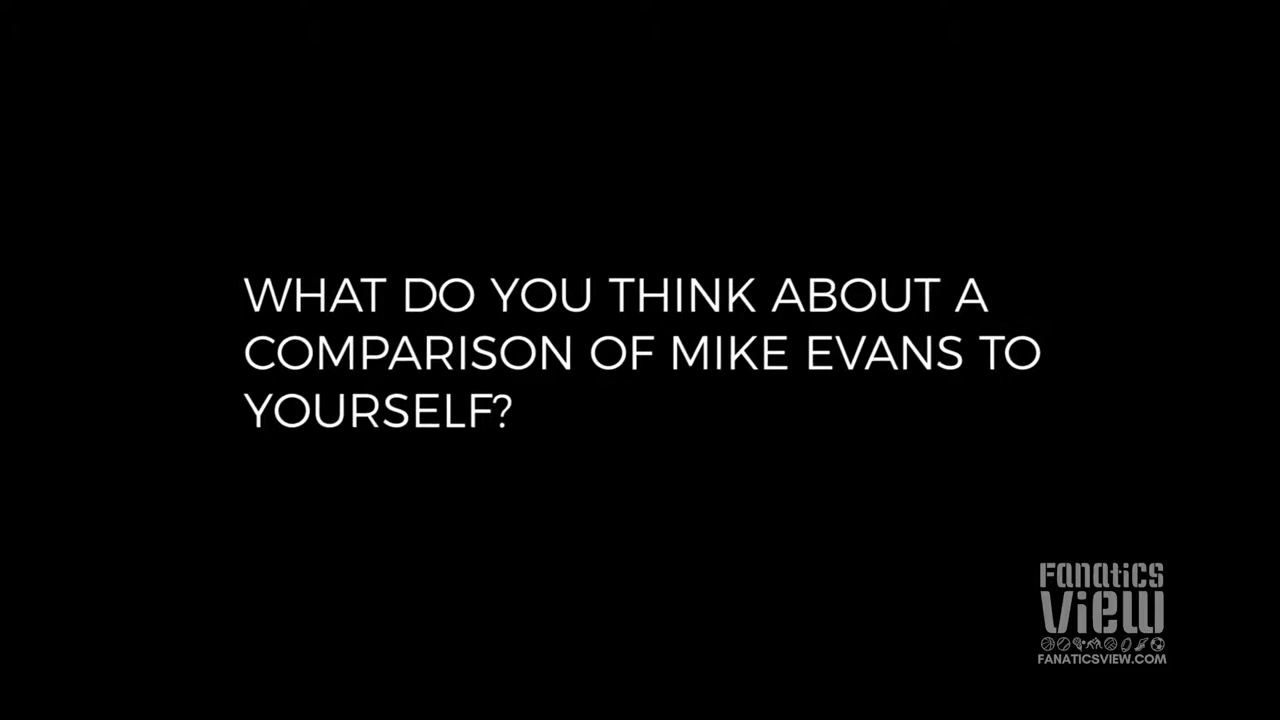 WHAT DO YOU THINK ABOUT A
COMPARISON OF MIKE EVANS TO
YOURSELF?
FANATICS
VIEW
FANATICSVIEW.COM